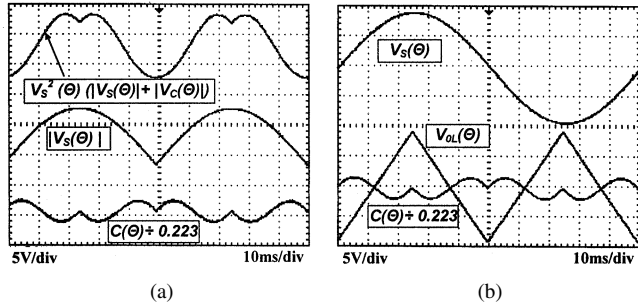 (a)
V_S^2 (Θ) (|V_S(Θ)|+ |V_C(Θ)|)
|V_S(Θ) |
C(Θ)÷ 0.223
5V/div 10ms/div
(a)
(b)
V_S(Θ)
V_0L(Θ)
C(Θ)÷ 0.223
5V/div 10ms/div
(b)